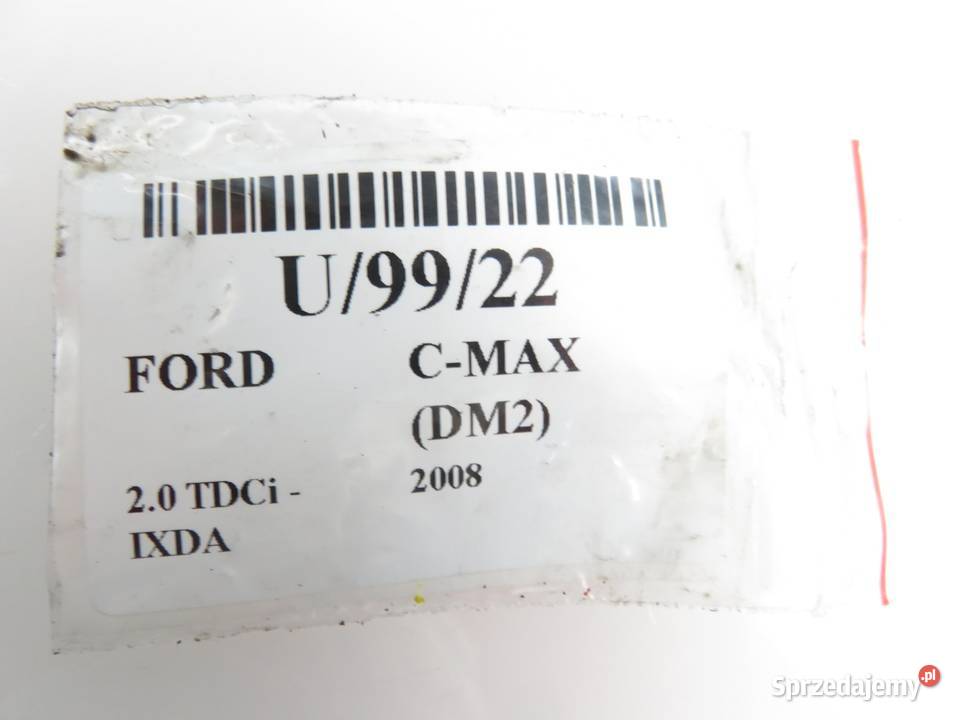 U/99/22
FORD C-MAX
(DM2)
2.0 TDCi - 2008
IXDA
Sprzedajemy.pl